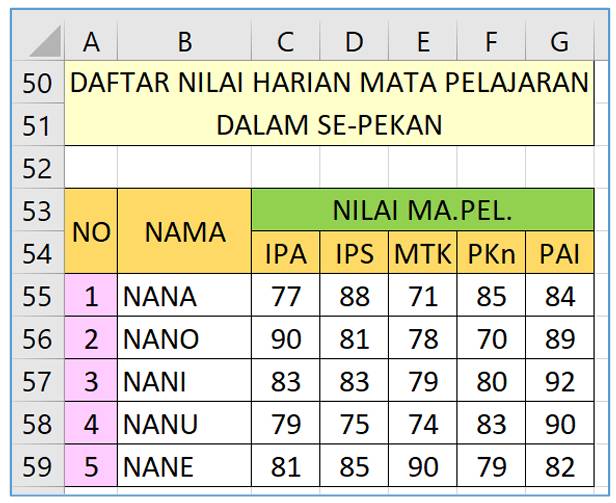 A B C D E F G
50 DAFTAR NILAI HARIAN MATA PELAJARAN
51 DALAM SE-PEKAN
52
53 NO NAMA NILAI MA.PEL.
54 IPA IPS MTK PKn PAI
55 1 NANA 77 88 71 85 84
56 2 NANO 90 81 78 70 89
57 3 NANI 83 83 79 80 92
58 4 NANU 79 75 74 83 90
59 5 NANE 81 85 90 79 82